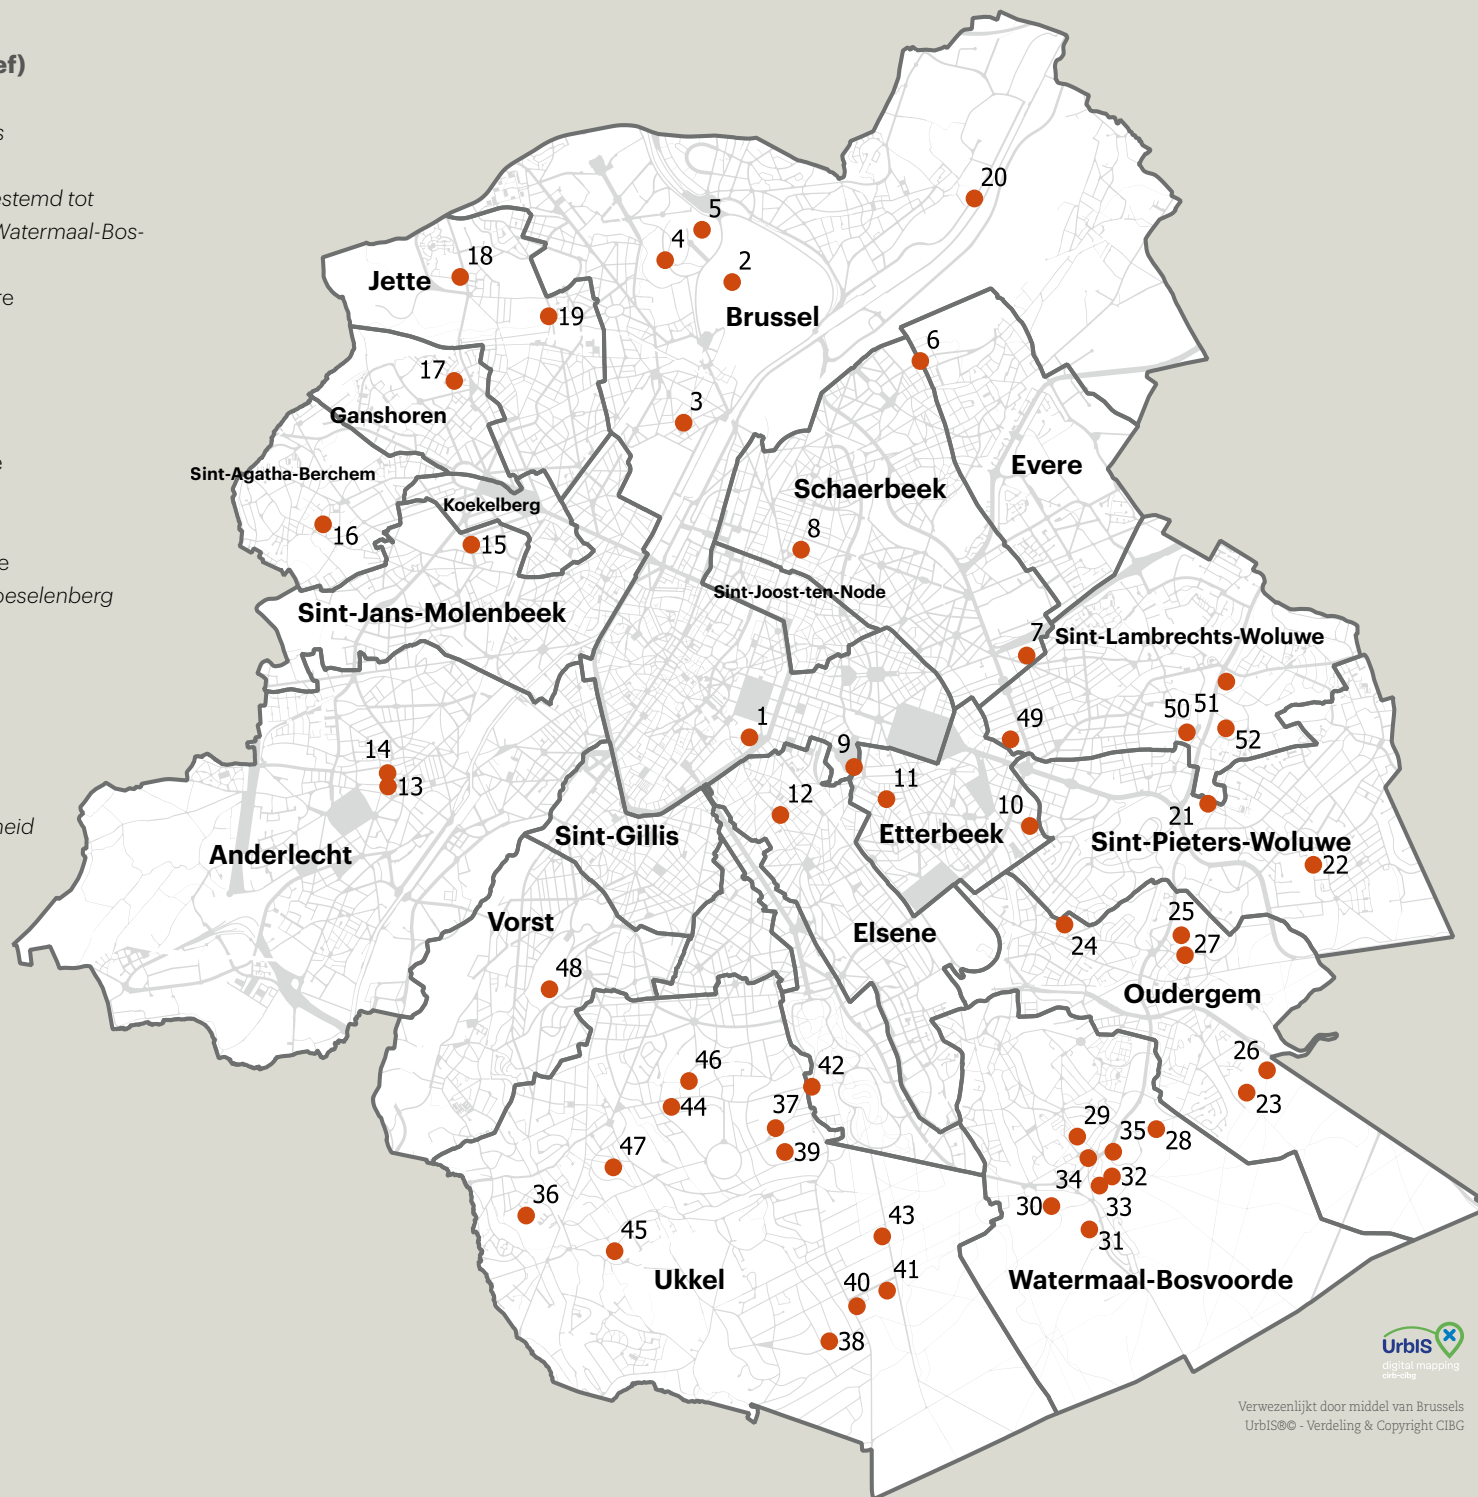 ef)
s
estemd tot
Watermaal-Bos-
re
e
e
oeselenberg
heid
20
5
4
2
18
Jette
19
Brussel
6
17
3
Ganshoren
Evere
Sint-Agatha-Berchem
Schaerbeek
Koekelberg
16
15
8
Sint-Joost-ten-Node
Sint-Jans-Molenbeek
7
Sint-Lambrechts-Woluwe
50 51
1
49
52
14
9
13
11
12
10
21
Sint-Gillis
Etterbeek
Sint-Pieters-Woluwe
Anderlecht
22
25
Vorst
Elsene
24
27
48
Oudergem
26
46
42
44
37
23
29
35
28
39
47
34
32
36
30
33
43
45
31
41
40
Ukkel
Watermaal-Bosvoorde
38
UrbIS
digital mapping
cirb-cibg
Verwezenlijkt door middel van Brussels
UrbIS®© - Verdeling & Copyright CIBG